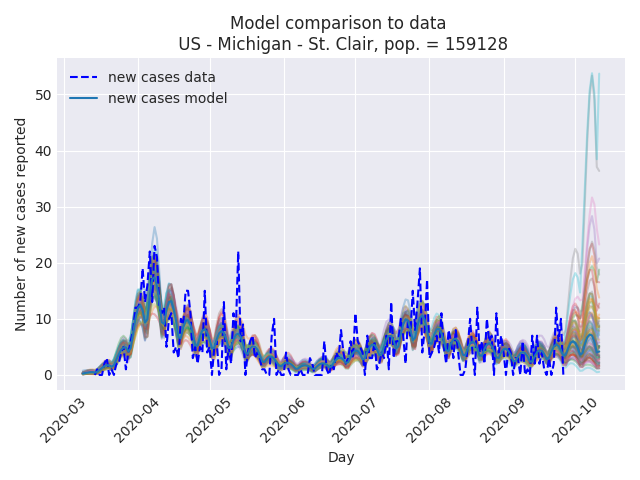 Model comparison to data
US - Michigan - St. Clair, pop. = 159128
new cases data
new cases model
Number of new cases reported
50
40
30
20
10
0
2020-03
2020-04
2020-05
2020-06
2020-07
2020-08
2020-09
2020-10
Day